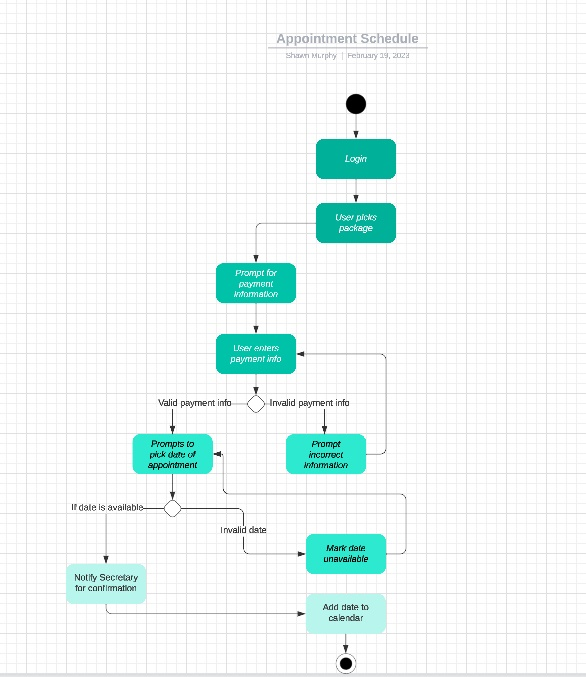 Appointment Schedule
Shawn Murphy | February 19, 2023
Login
User picks
package
Prompt for
payment
information
User enters
payment info
Valid payment info
Invalid payment info
Prompts to
pick date of
appointment
Prompt
incorrect
information
If date is available
Invalid date
Mark date
unavailable
Notify Secretary
for confirmation
Add date to
calendar